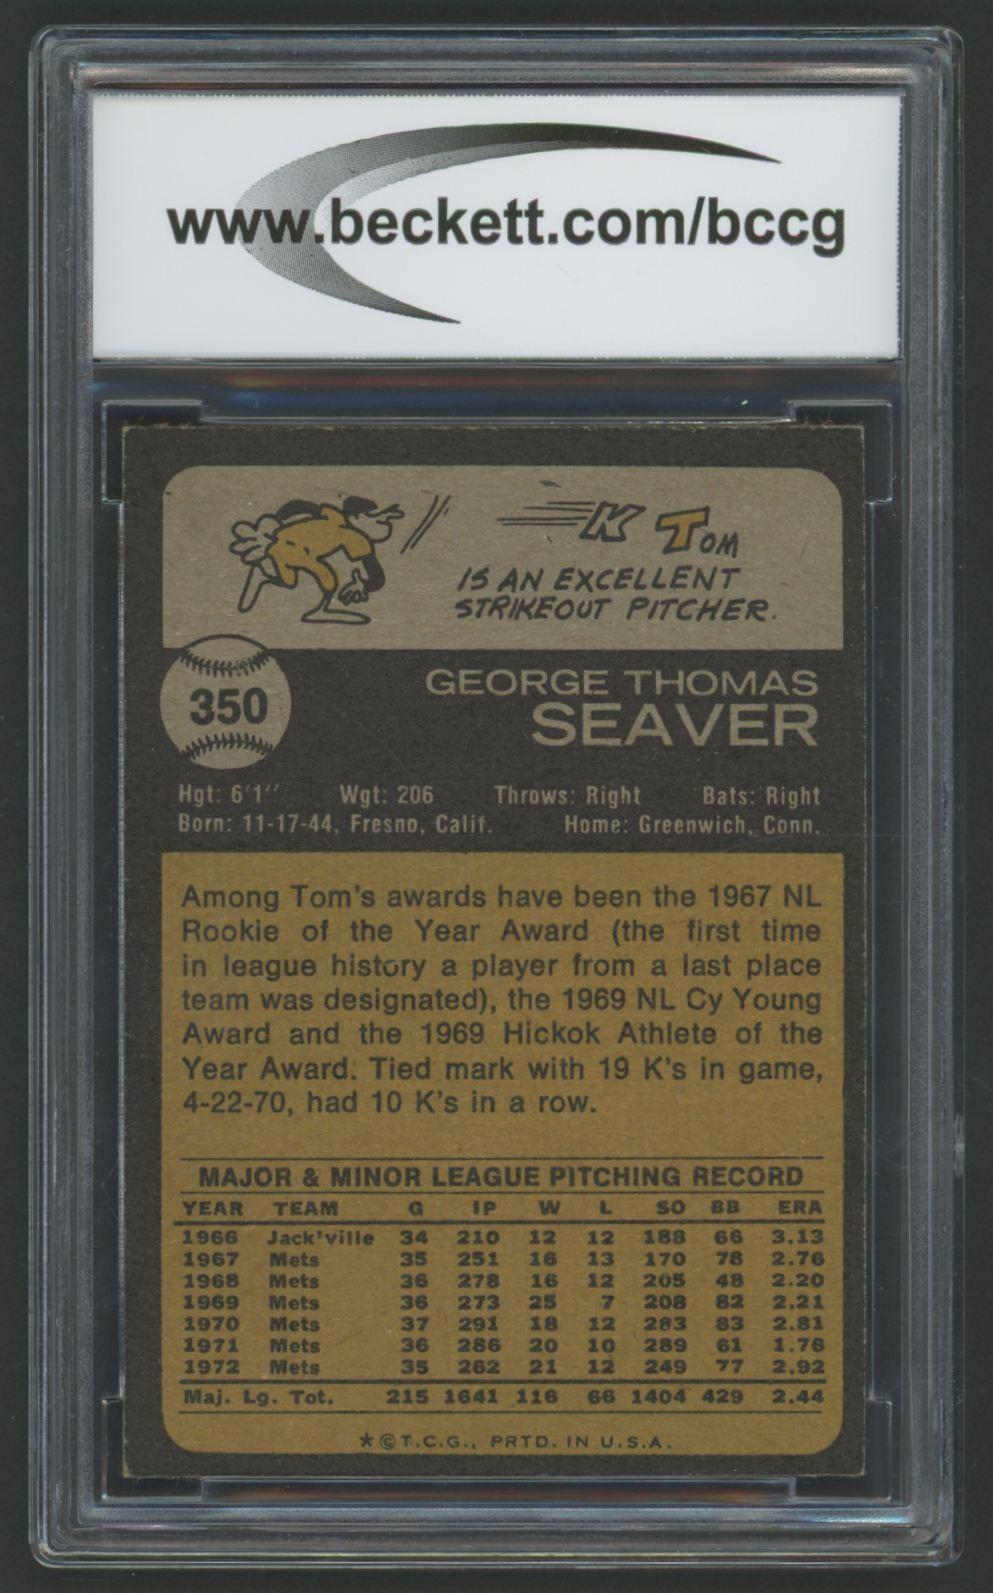 www.beckett.com/bccg
K TOM
IS AN EXCELLENT
STRIKEOUT PITCHER.
350
GEORGE THOMAS
SEAVER
Hgt: 6'1" Wgt: 206 Throws: Right Bats: Right
Born: 11-17-44, Fresno, Calif. Home: Greenwich, Conn.
Among Tom's awards have been the 1967 NL
Rookie of the Year Award (the first time
in league history a player from a last place
team was designated), the 1969 NL Cy Young
Award and the 1969 Hickok Athlete of the
Year Award. Tied mark with 19 K's in game,
4-22-70, had 10 K's in a row.
MAJOR & MINOR LEAGUE PITCHING RECORD
YEAR TEAM G IP W L SO BB ERA
1966 Jack'ville 34 210 12 12 188 66 3.13
1967 Mets 35 251 16 13 170 78 2.76
1968 Mets 36 278 16 12 205 48 2.20
1969 Mets 36 273 25 7 208 82 2.21
1970 Mets 37 291 18 12 283 83 2.81
1971 Mets 36 286 20 10 289 61 1.76
1972 Mets 35 262 21 12 249 77 2.92
Maj. Lg. Tot. 215 1641 116 66 1404 429 2.44
*©T.C.G., PRTD. IN U.S.A.